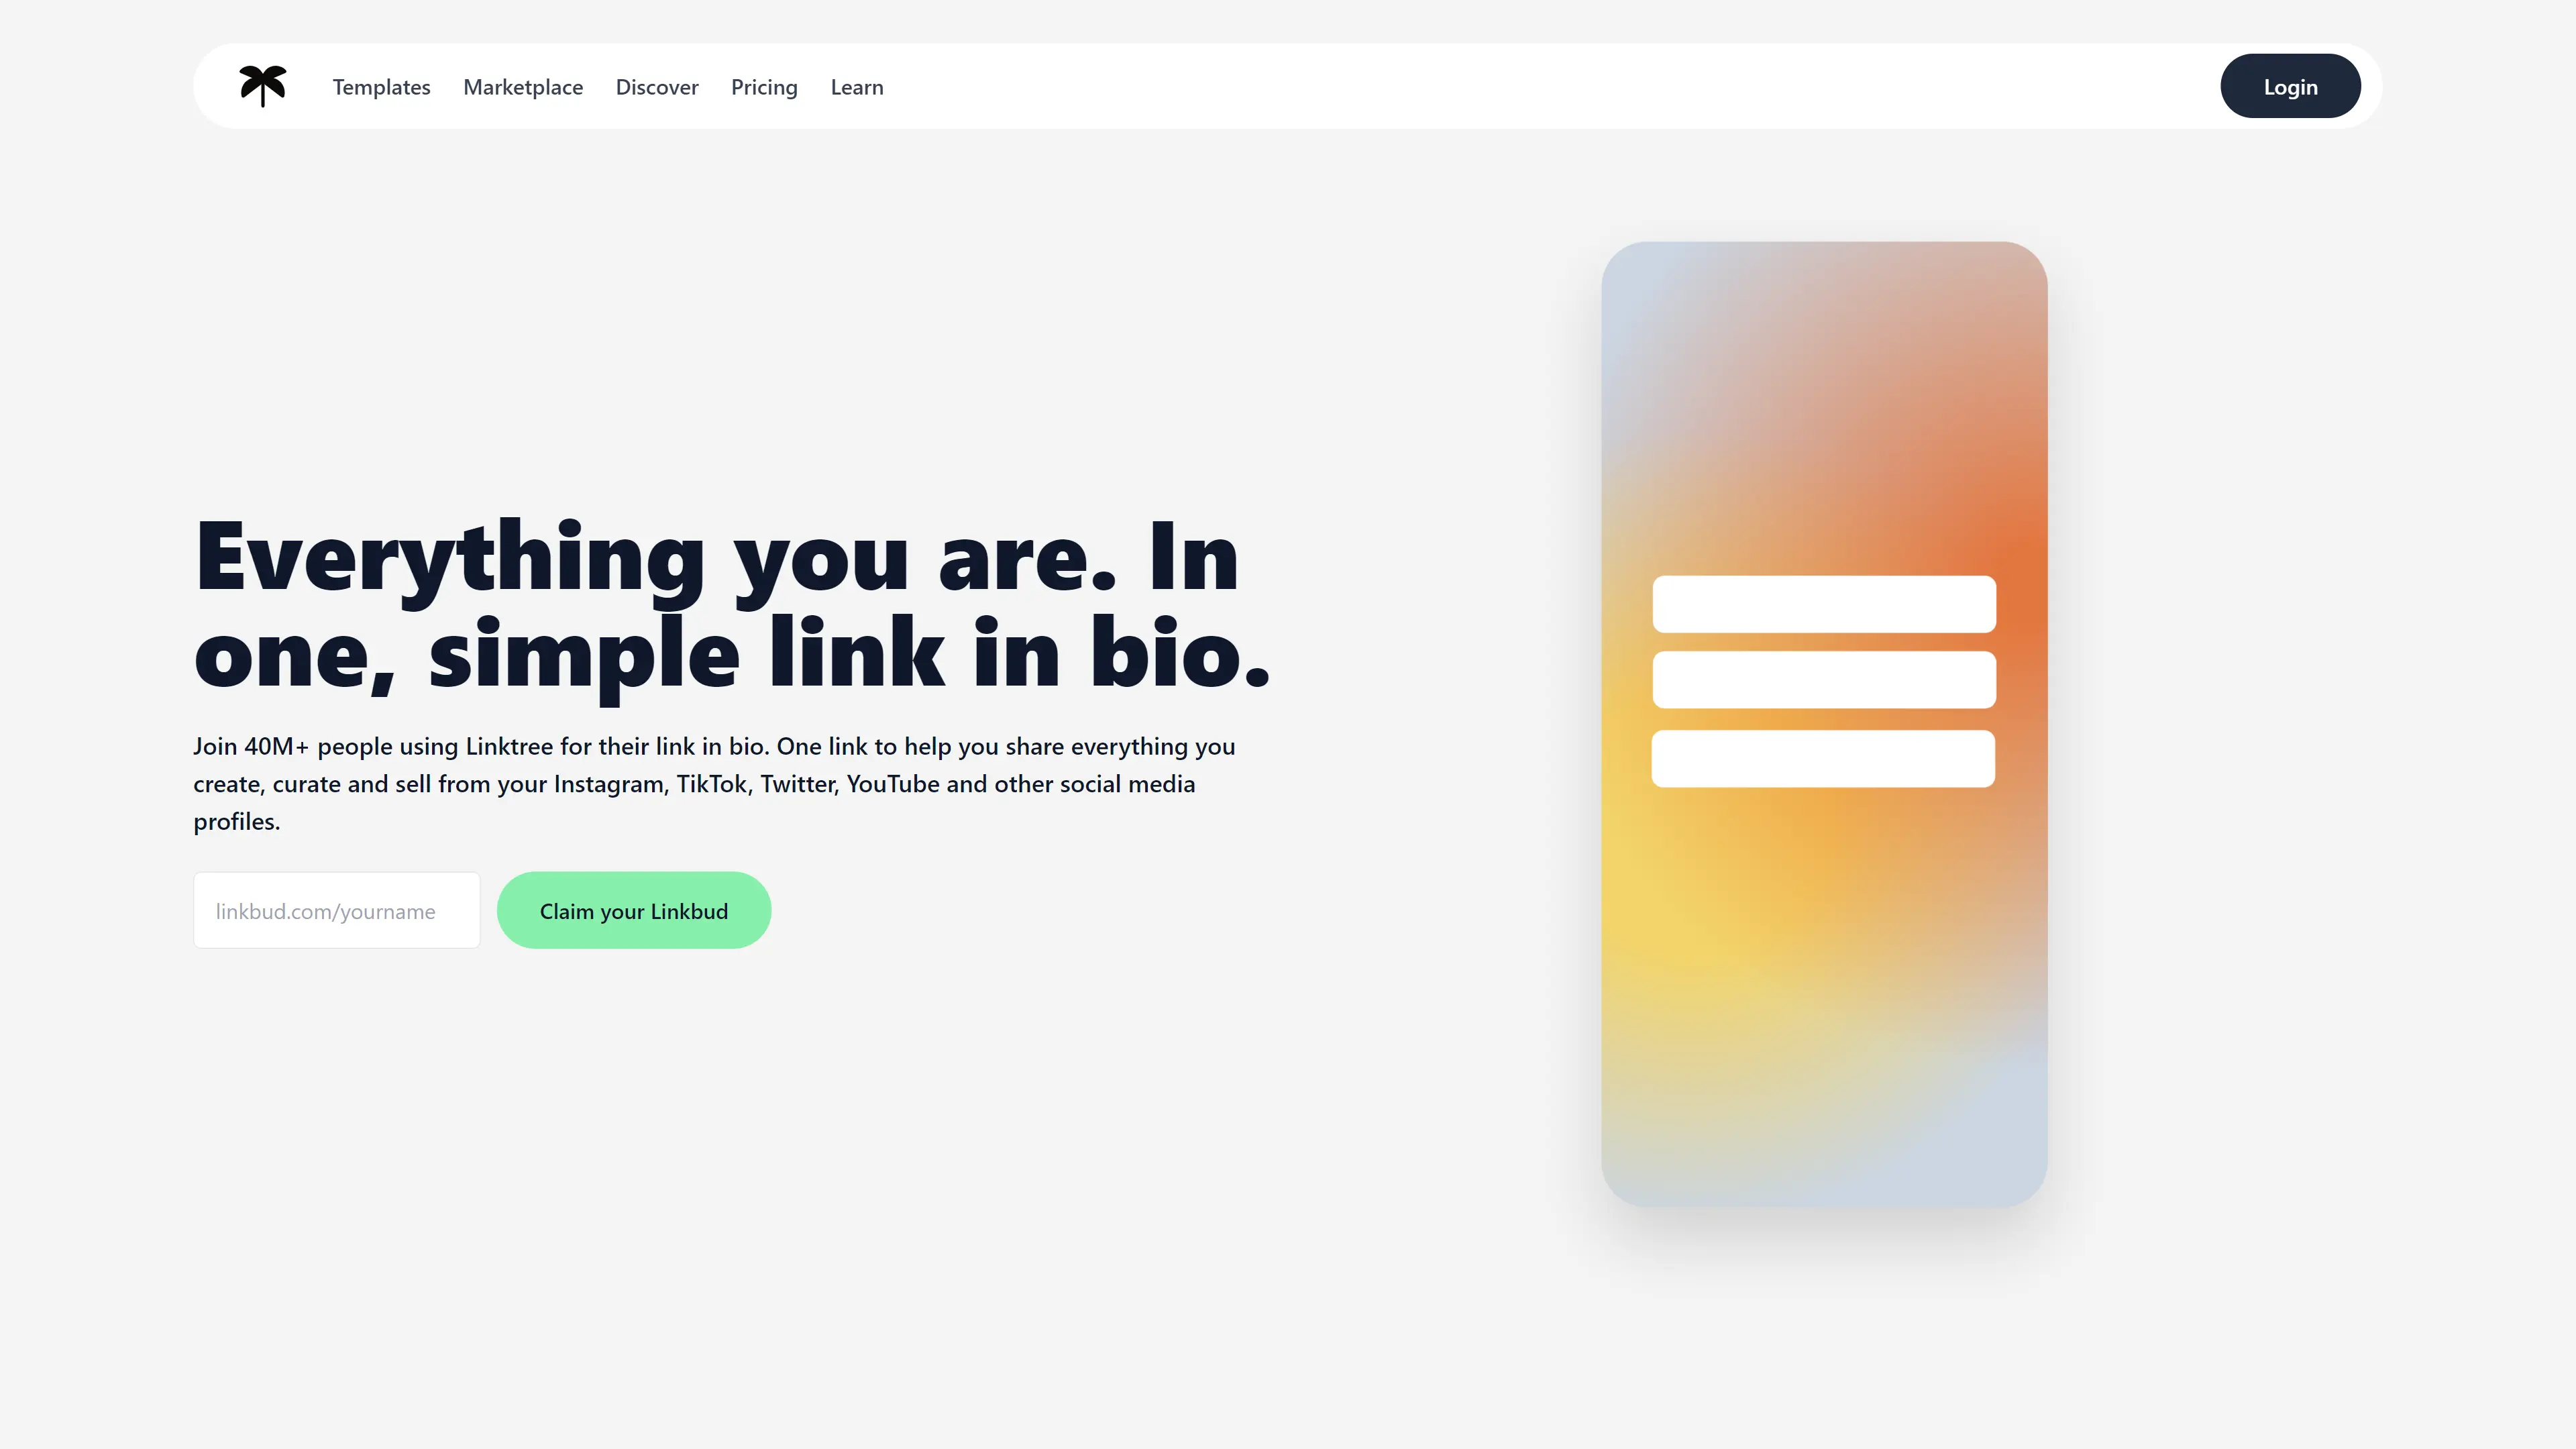 Templates Marketplace Discover Pricing Learn Login
Everything you are. In
one, simple link in bio.
Join 40M+ people using Linktree for their link in bio. One link to help you share everything you
create, curate and sell from your Instagram, TikTok, Twitter, YouTube and other social media
profiles.
linkbud.com/yourname Claim your Linkbud